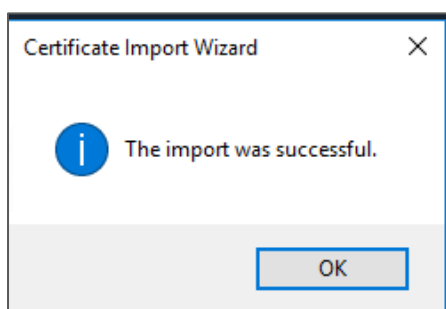 Certificate Import Wizard
The import was successful.
OK